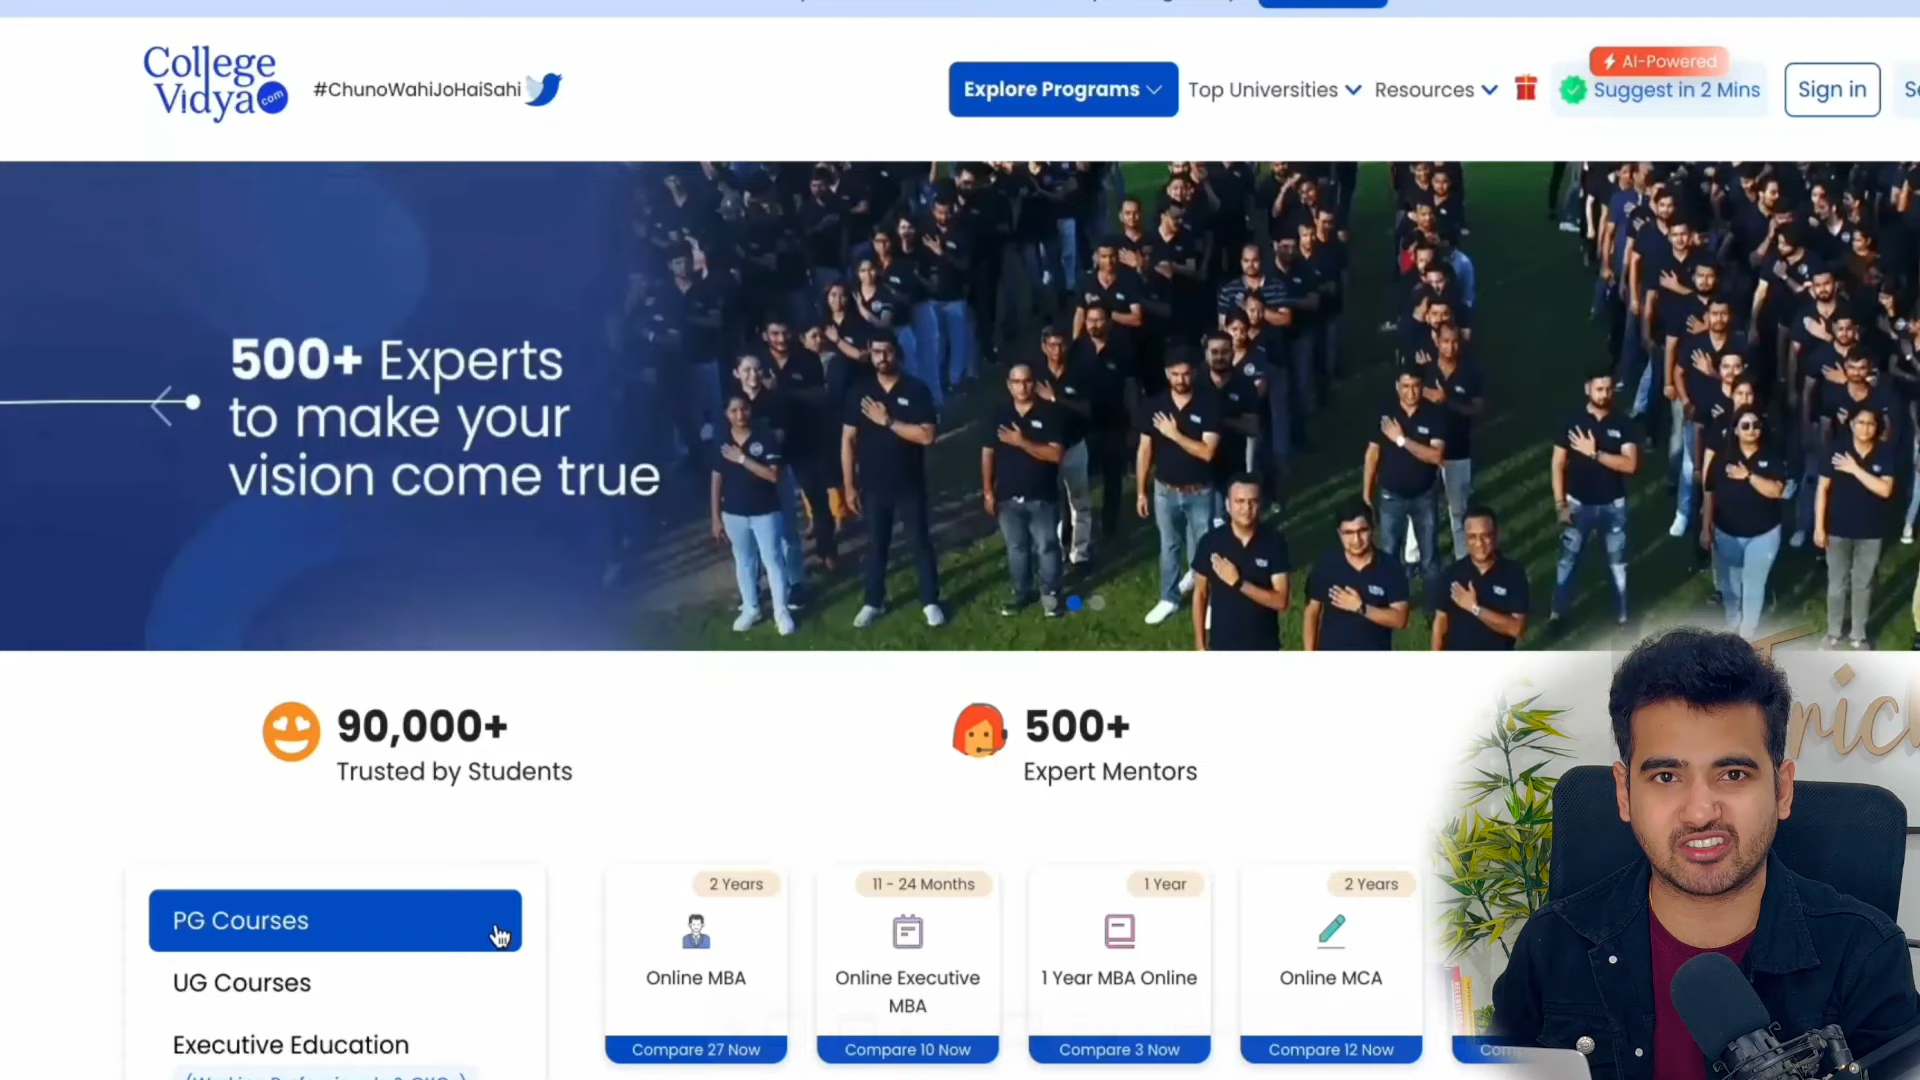 College
Vidya
com
#ChunoWahiJoHaiSahi
Explore Programs
Top Universities
Resources
AI-Powered
Suggest in 2 Mins
Sign in
500+ Experts
to make your
vision come true
90,000+
Trusted by Students
500+
Expert Mentors
PG Courses
UG Courses
Executive Education
2 Years
Online MBA
Compare 27 Now
11 - 24 Months
Online Executive
MBA
Compare 10 Now
1 Year
1 Year MBA Online
Compare 3 Now
2 Years
Online MCA
Compare 12 Now